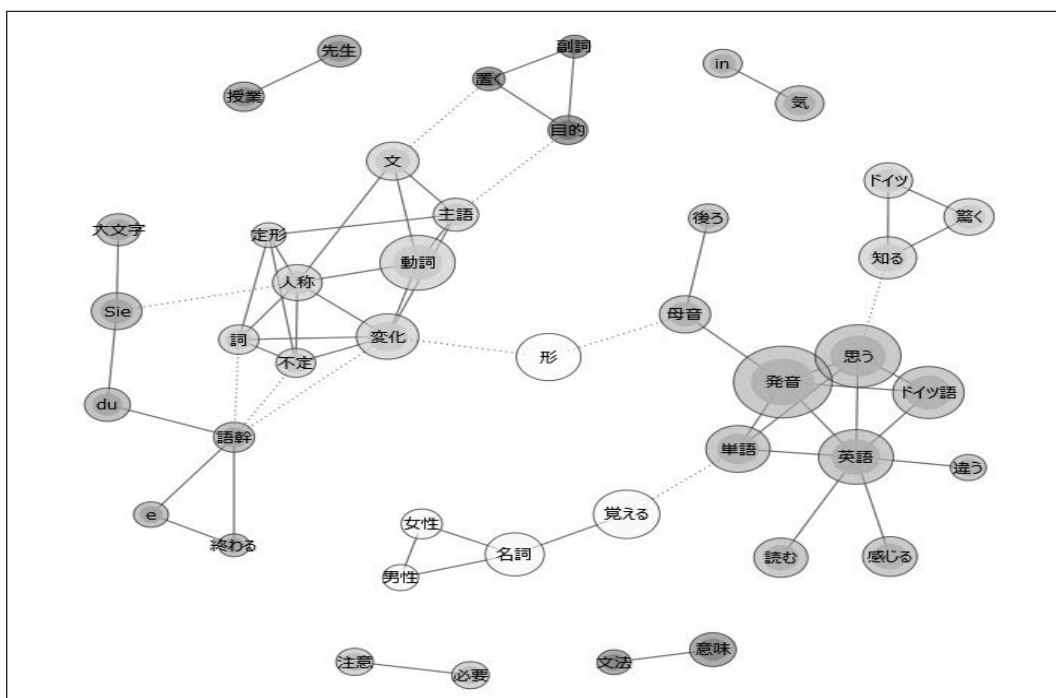 先生
副詞
in
置く
授業
気
目的
文
ドイツ
主語
驚く
後ろ
大文字
定形
知る
動詞
人称
Sie
母音
詞
変化
形
思う
不定
発音
ドイツ語
du
語幹
単語
英語
違う
e
覚える
女性
終わる
名詞
読む
感じる
男性
注意
必要
文法
意味